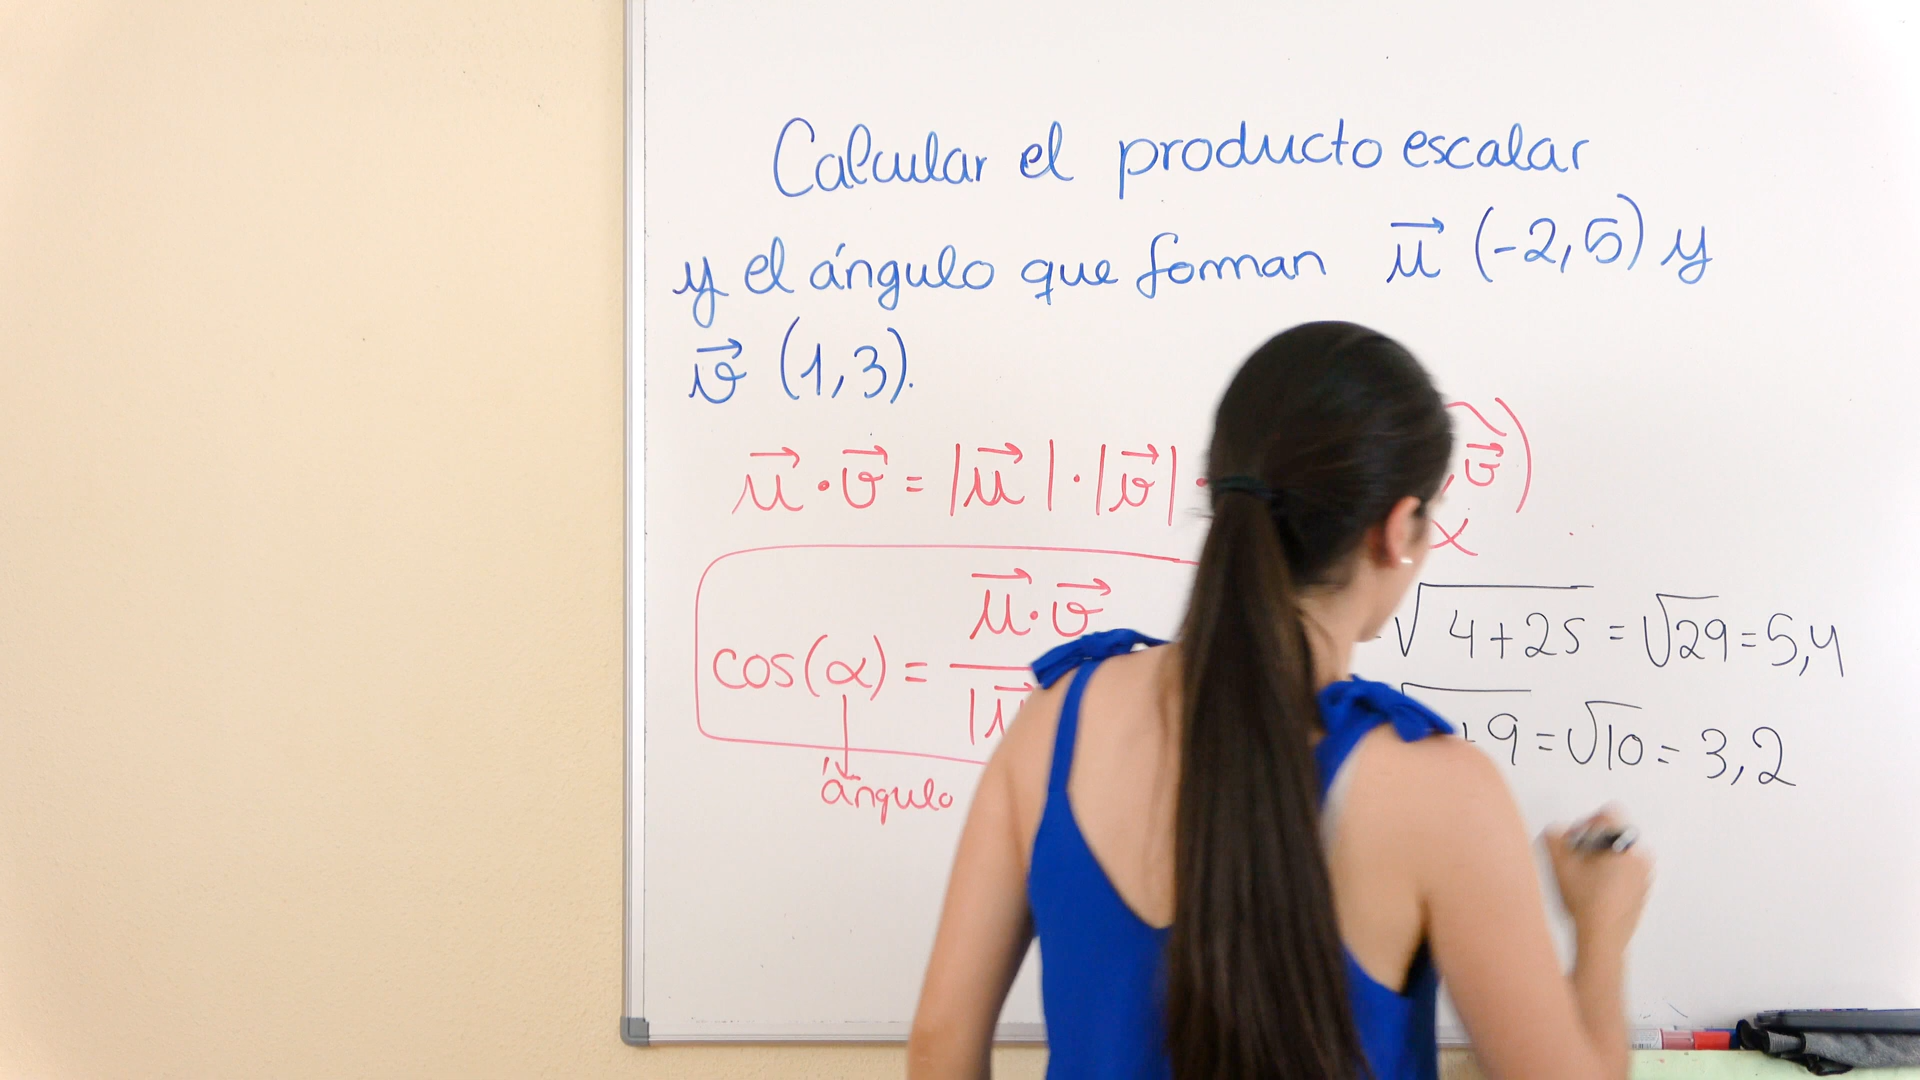 Calcular el producto escalar
y el ángulo que forman u⃗ (-2,5) y
v⃗ (1,3).
u⃗ · v⃗ = |u⃗| · |v⃗| · , v⃗)
α
cos(α) = u⃗ · v⃗
|u⃗
ángulo
√4+25 = √29 = 5,4
+9 = √10 = 3,2